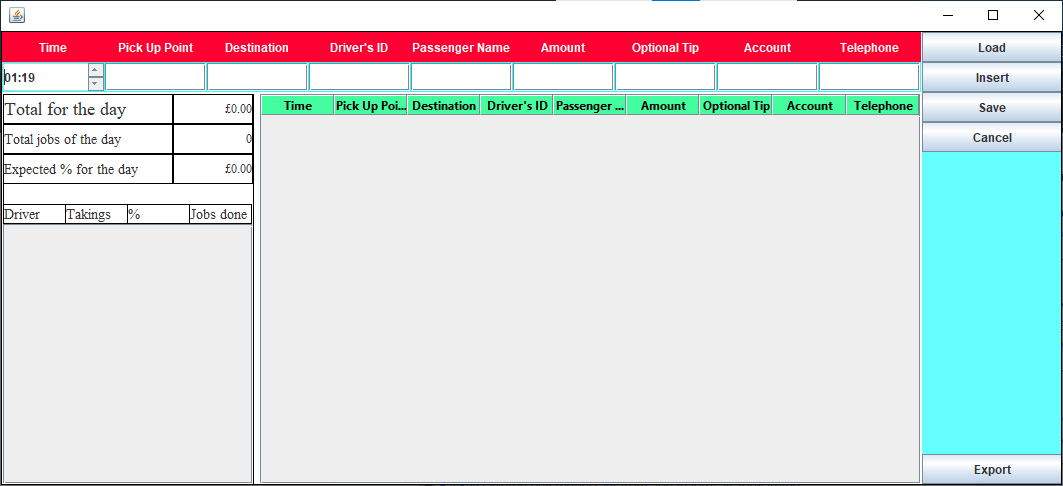 Time Pick Up Point Destination Driver's ID Passenger Name Amount Optional Tip Account Telephone Load
01:19 Insert
Total for the day £0.00 Time Pick Up Poi... Destination Driver's ID Passenger ... Amount Optional Tip Account Telephone Save
Total jobs of the day 0 Cancel
Expected % for the day £0.00
Driver Takings % Jobs done
Export